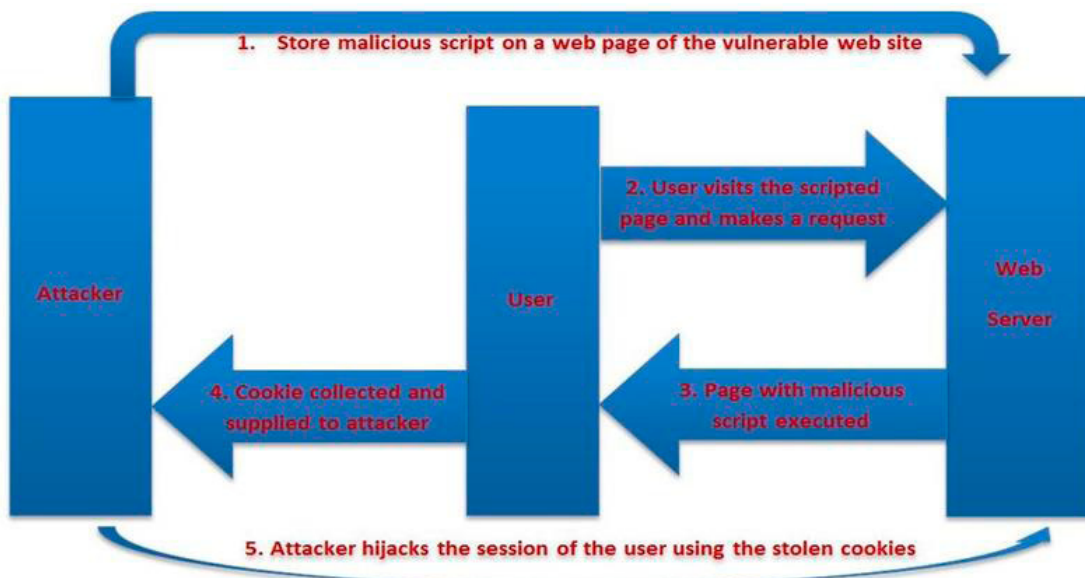 1. Store malicious script on a web page of the vulnerable web site
2. User visits the scripted
page and makes a request
Attacker
User
Web
Server
4. Cookie collected and
supplied to attacker
3. Page with malicious
script executed
5. Attacker hijacks the session of the user using the stolen cookies